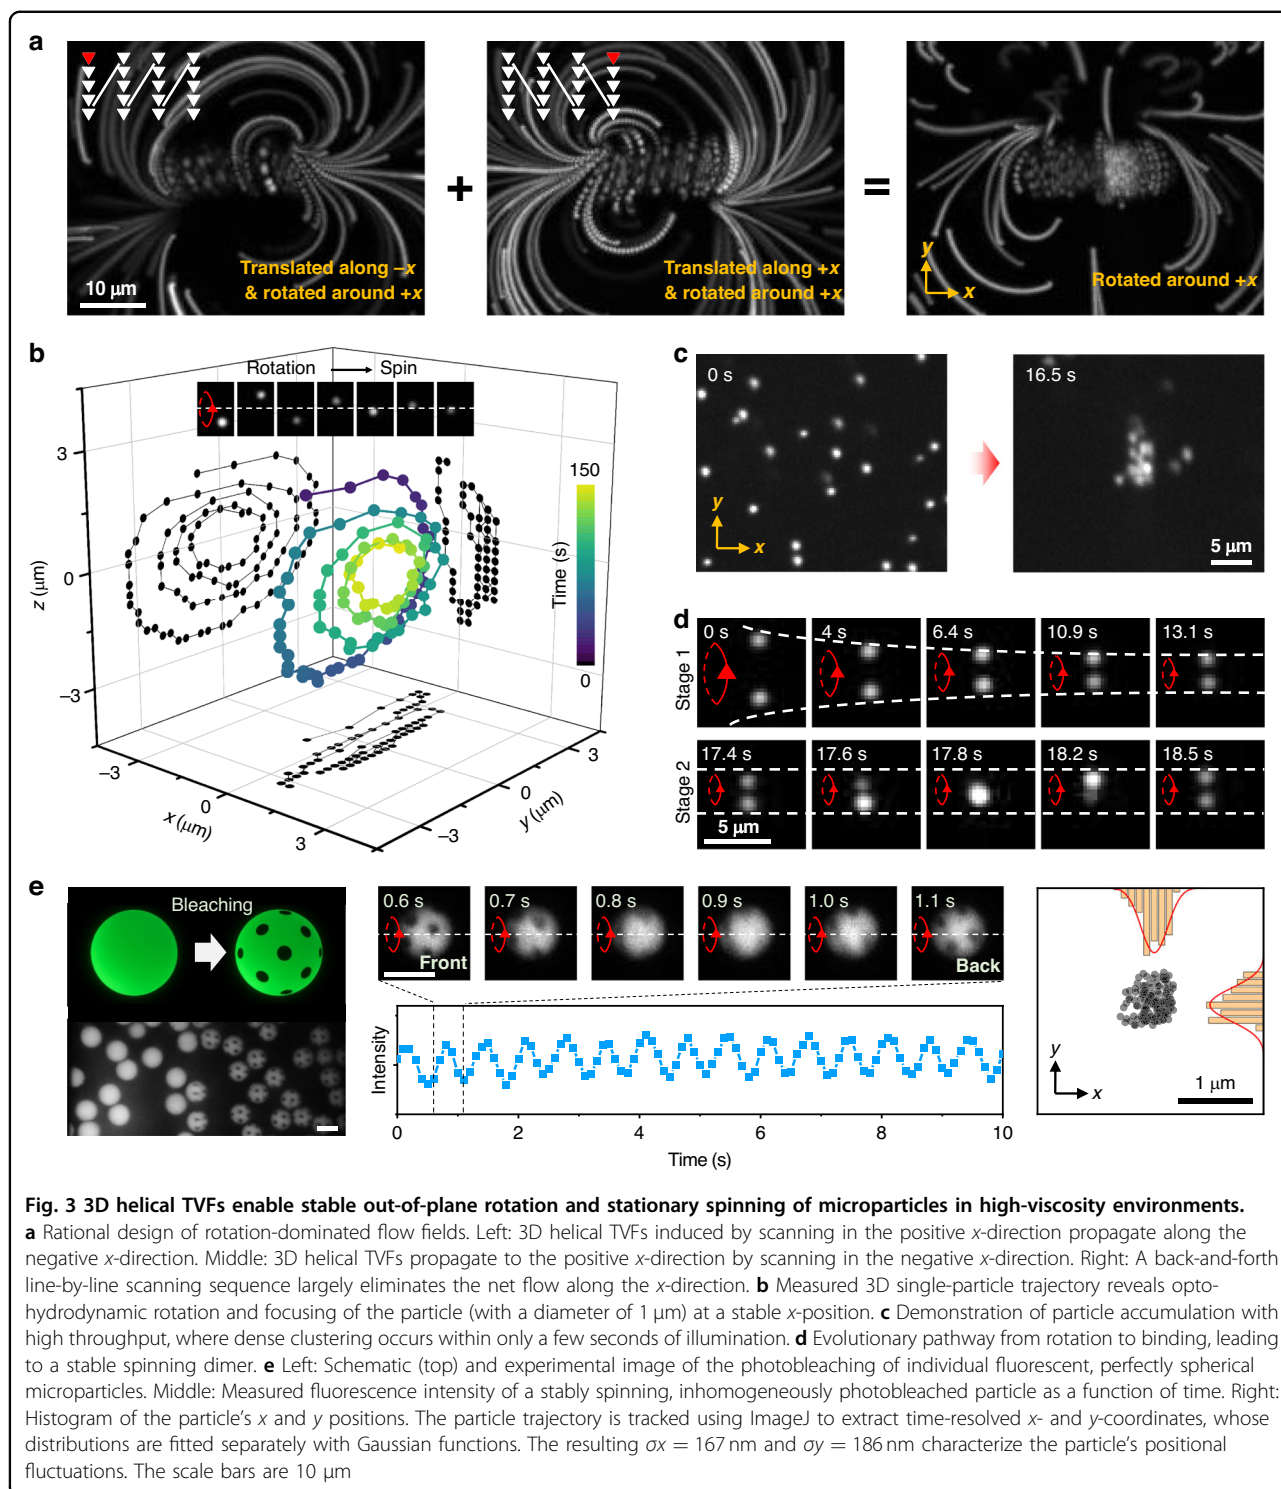 a
Translated along –x
& rotated around +x
10 μm
+
Translated along +x
& rotated around +x
=
y
x
Rotated around +x
b
Rotation → Spin
3
0
–3
z (μm)
150
Time (s)
0
–3
0
3
x (μm)
–3
0
3
y (μm)
c
0 s
y
x
16.5 s
5 μm
d
Stage 1
0 s
4 s
6.4 s
10.9 s
13.1 s
Stage 2
17.4 s
17.6 s
17.8 s
18.2 s
18.5 s
5 μm
e
Bleaching
0.6 s
0.7 s
0.8 s
0.9 s
1.0 s
1.1 s
Front
Back
Intensity
0
2
4
6
8
10
Time (s)
y
x
1 μm
Fig. 3 3D helical TVFs enable stable out-of-plane rotation and stationary spinning of microparticles in high-viscosity environments.
a Rational design of rotation-dominated flow fields. Left: 3D helical TVFs induced by scanning in the positive x-direction propagate along the
negative x-direction. Middle: 3D helical TVFs propagate to the positive x-direction by scanning in the negative x-direction. Right: A back-and-forth
line-by-line scanning sequence largely eliminates the net flow along the x-direction. b Measured 3D single-particle trajectory reveals opto-
hydrodynamic rotation and focusing of the particle (with a diameter of 1 μm) at a stable x-position. c Demonstration of particle accumulation with
high throughput, where dense clustering occurs within only a few seconds of illumination. d Evolutionary pathway from rotation to binding, leading
to a stable spinning dimer. e Left: Schematic (top) and experimental image of the photobleaching of individual fluorescent, perfectly spherical
microparticles. Middle: Measured fluorescence intensity of a stably spinning, inhomogeneously photobleached particle as a function of time. Right:
Histogram of the particle's x and y positions. The particle trajectory is tracked using ImageJ to extract time-resolved x- and y-coordinates, whose
distributions are fitted separately with Gaussian functions. The resulting σx = 167 nm and σy = 186 nm characterize the particle's positional
fluctuations. The scale bars are 10 μm